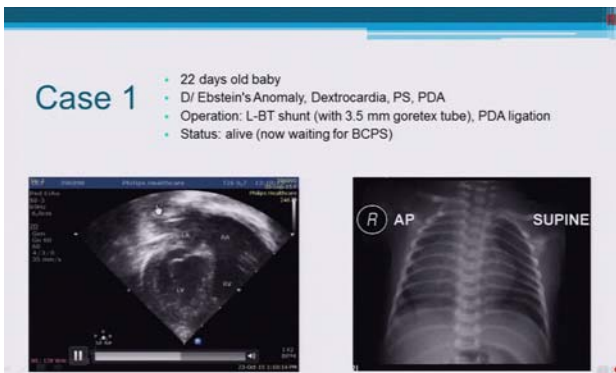 Case 1
22 days old baby
D/ Ebstein's Anomaly, Dextrocardia, PS, PDA
Operation: L-BT shunt (with 3.5 mm goretex tube), PDA ligation
Status: alive (now waiting for BCPS)
Philips Healthcare
LA
RA
LV
R AP SUPINE